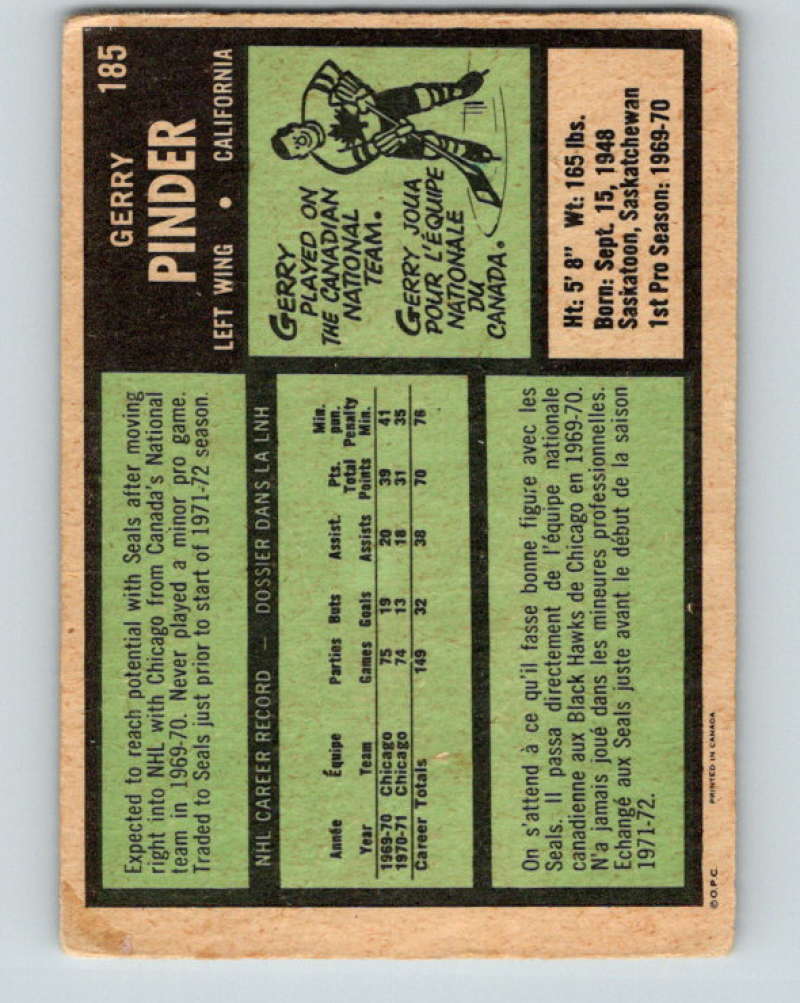 185
GERRY
PINDER
LEFT WING • CALIFORNIA
Expected to reach potential with Seals after moving
right into NHL with Chicago from Canada's National
team in 1969-70. Never played a minor pro game.
Traded to Seals just prior to start of 1971-72 season.
GERRY
PLAYED ON
THE CANADIAN
NATIONAL
TEAM.
GERRY JOUA
POUR L'ÉQUIPE
NATIONALE
DU
CANADA.
NHL CAREER RECORD — DOSSIER DANS LA LNH
Min.
Pts. pun.
Année Équipe Parties Buts Assist. Total Penalty
Year Team Games Goals Assists Points Min.
1969-70 Chicago 75 19 20 39 41
1970-71 Chicago 74 13 18 31 35
Career Totals 149 32 38 70 76
Ht: 5' 8" Wt: 165 lbs.
Born: Sept. 15, 1948
Saskatoon, Saskatchewan
1st Pro Season: 1969-70
On s'attend à ce qu'il fasse bonne figure avec les
Seals. Il passa directement de l'équipe nationale
canadienne aux Black Hawks de Chicago en 1969-70.
N'a jamais joué dans les mineures professionnelles.
Echangé aux Seals juste avant le début de la saison
1971-72.
©O.P.C. PRINTED IN CANADA